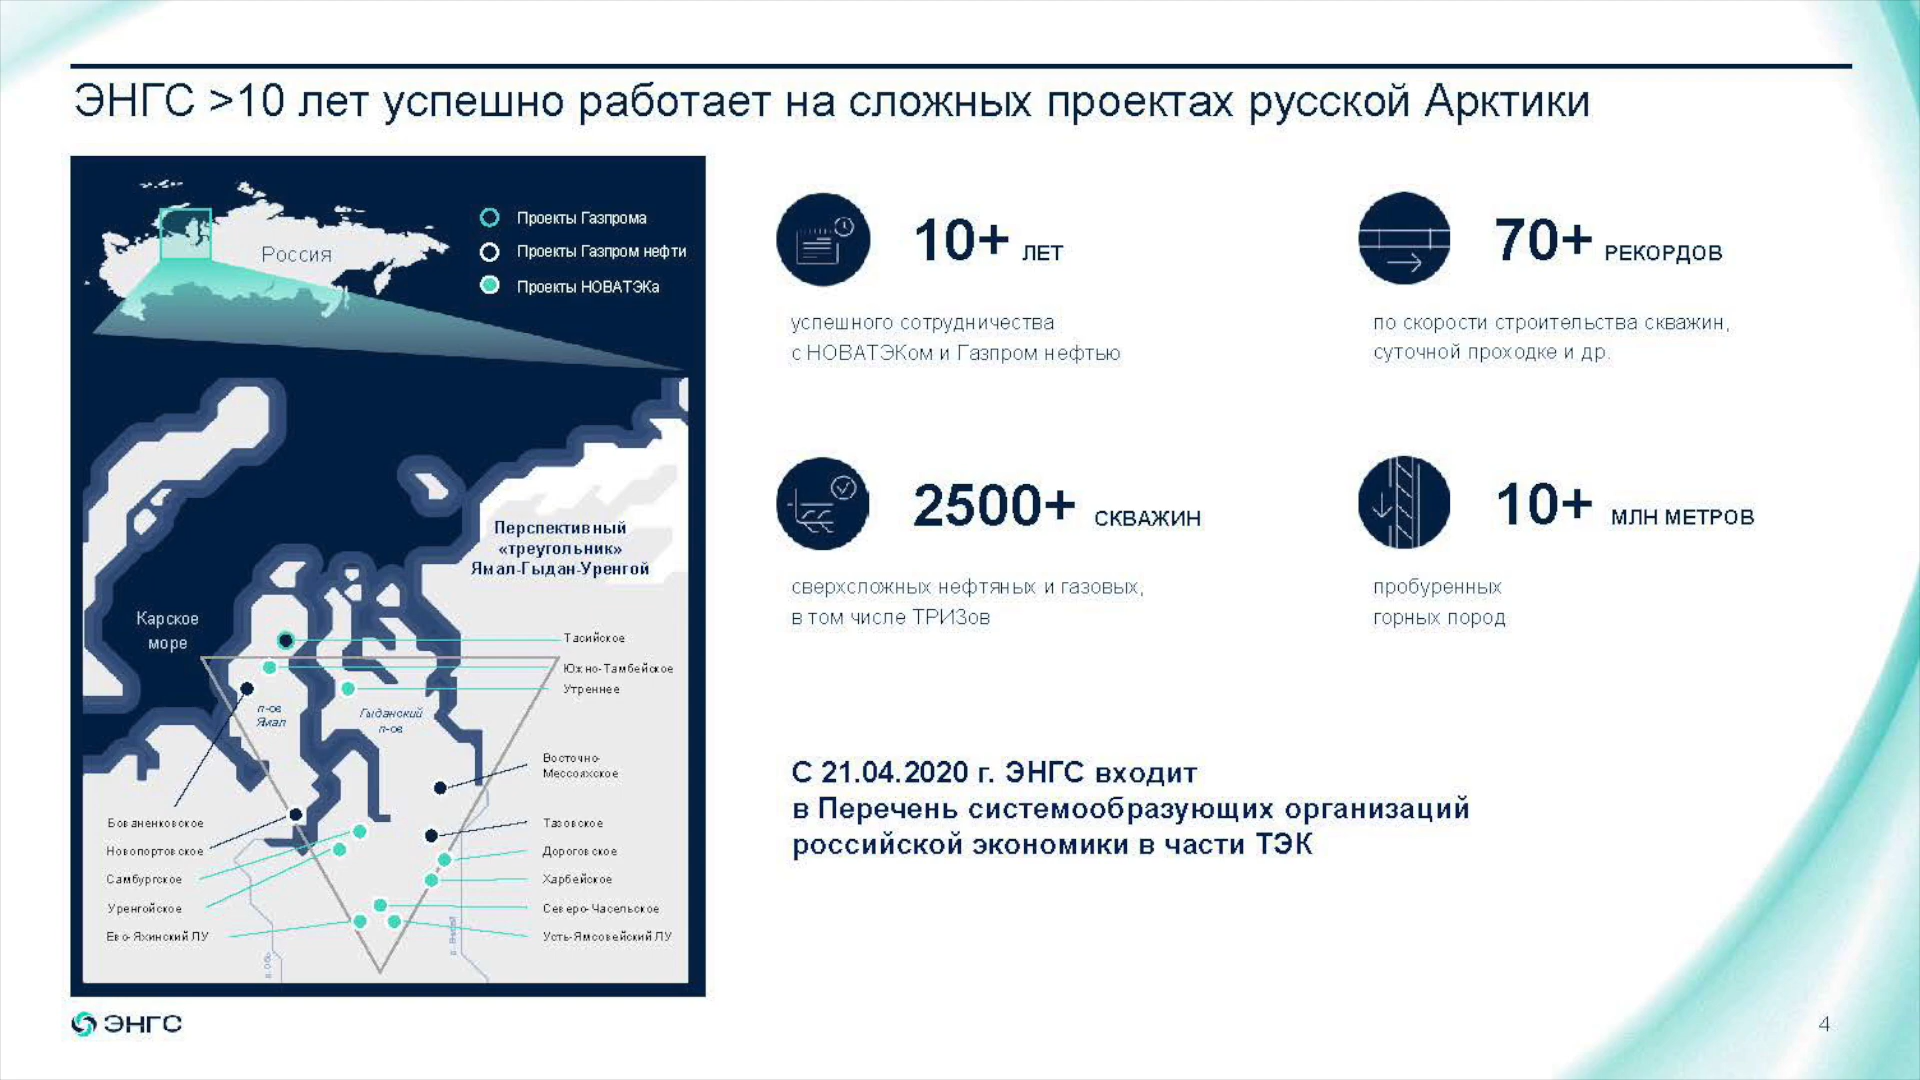 ЭНГС >10 лет успешно работает на сложных проектах русской Арктики
Россия
Проекты Газпрома
Проекты Газпром нефти
Проекты НОВАТЭКа
Перспективный
«треугольник»
Ямал-Гыдан-Уренгой
Карское
море
Тасийское
Южно-Тамбейское
Утреннее
п-ов
Ямал
Гыданский
п-ов
Восточно-
Мессояхское
Бованенковское
Новопортовское
Самбургское
Уренгойское
Ево-Яхинский ЛУ
Тазовское
Дороговское
Харбейское
Северо-Часельское
Усть-Ямсовейский ЛУ
р. Обь
10+ ЛЕТ
успешного сотрудничества
с НОВАТЭКом и Газпром нефтью
70+ РЕКОРДОВ
по скорости строительства скважин,
суточной проходке и др.
2500+ СКВАЖИН
сверхсложных нефтяных и газовых,
в том числе ТРИЗов
10+ МЛН МЕТРОВ
пробуренных
горных пород
С 21.04.2020 г. ЭНГС входит
в Перечень системообразующих организаций
российской экономики в части ТЭК
ЭНГС
4